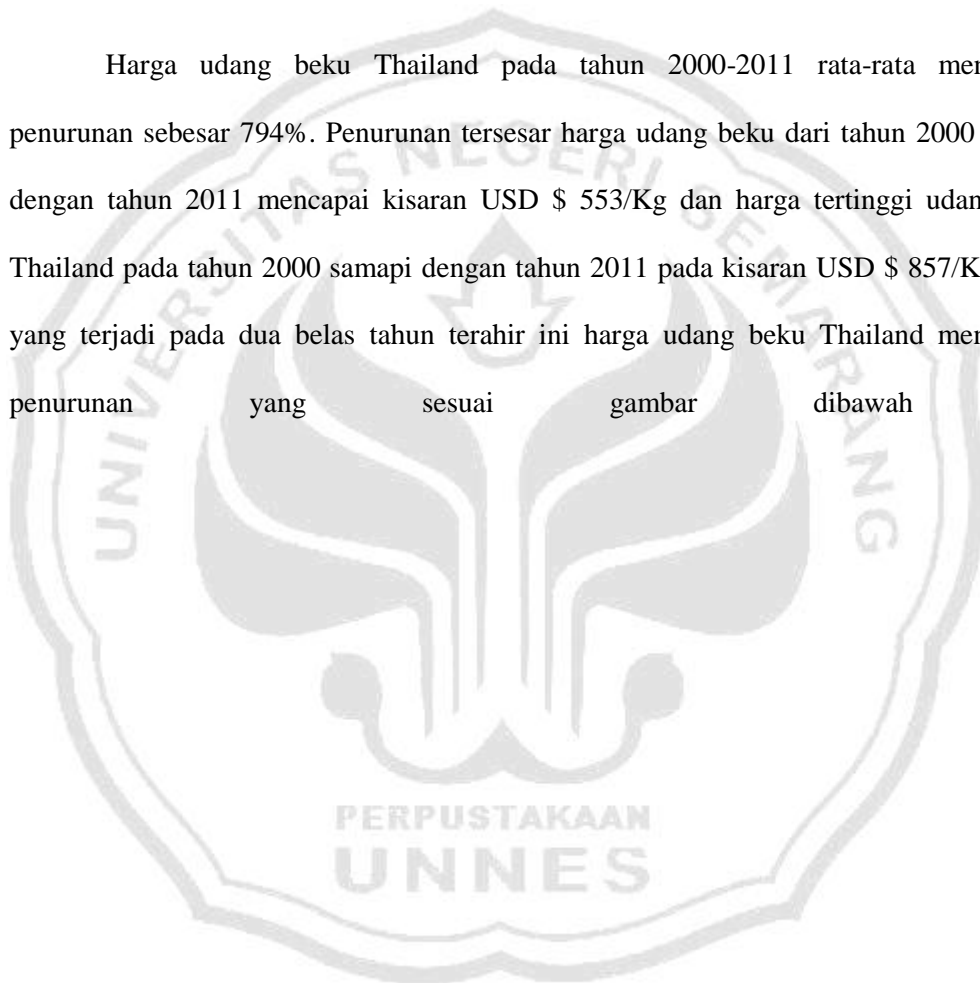 Harga udang beku Thailand pada tahun 2000-2011 rata-rata men
penurunan sebesar 794%. Penurunan tersesar harga udang beku dari tahun 2000
dengan tahun 2011 mencapai kisaran USD $ 553/Kg dan harga tertinggi udan
Thailand pada tahun 2000 samapi dengan tahun 2011 pada kisaran USD $ 857/K
yang terjadi pada dua belas tahun terahir ini harga udang beku Thailand men
penurunan yang sesuai gambar dibawah
UNIVERSITAS NEGERI SEMARANG
PERPUSTAKAAN
UNNES